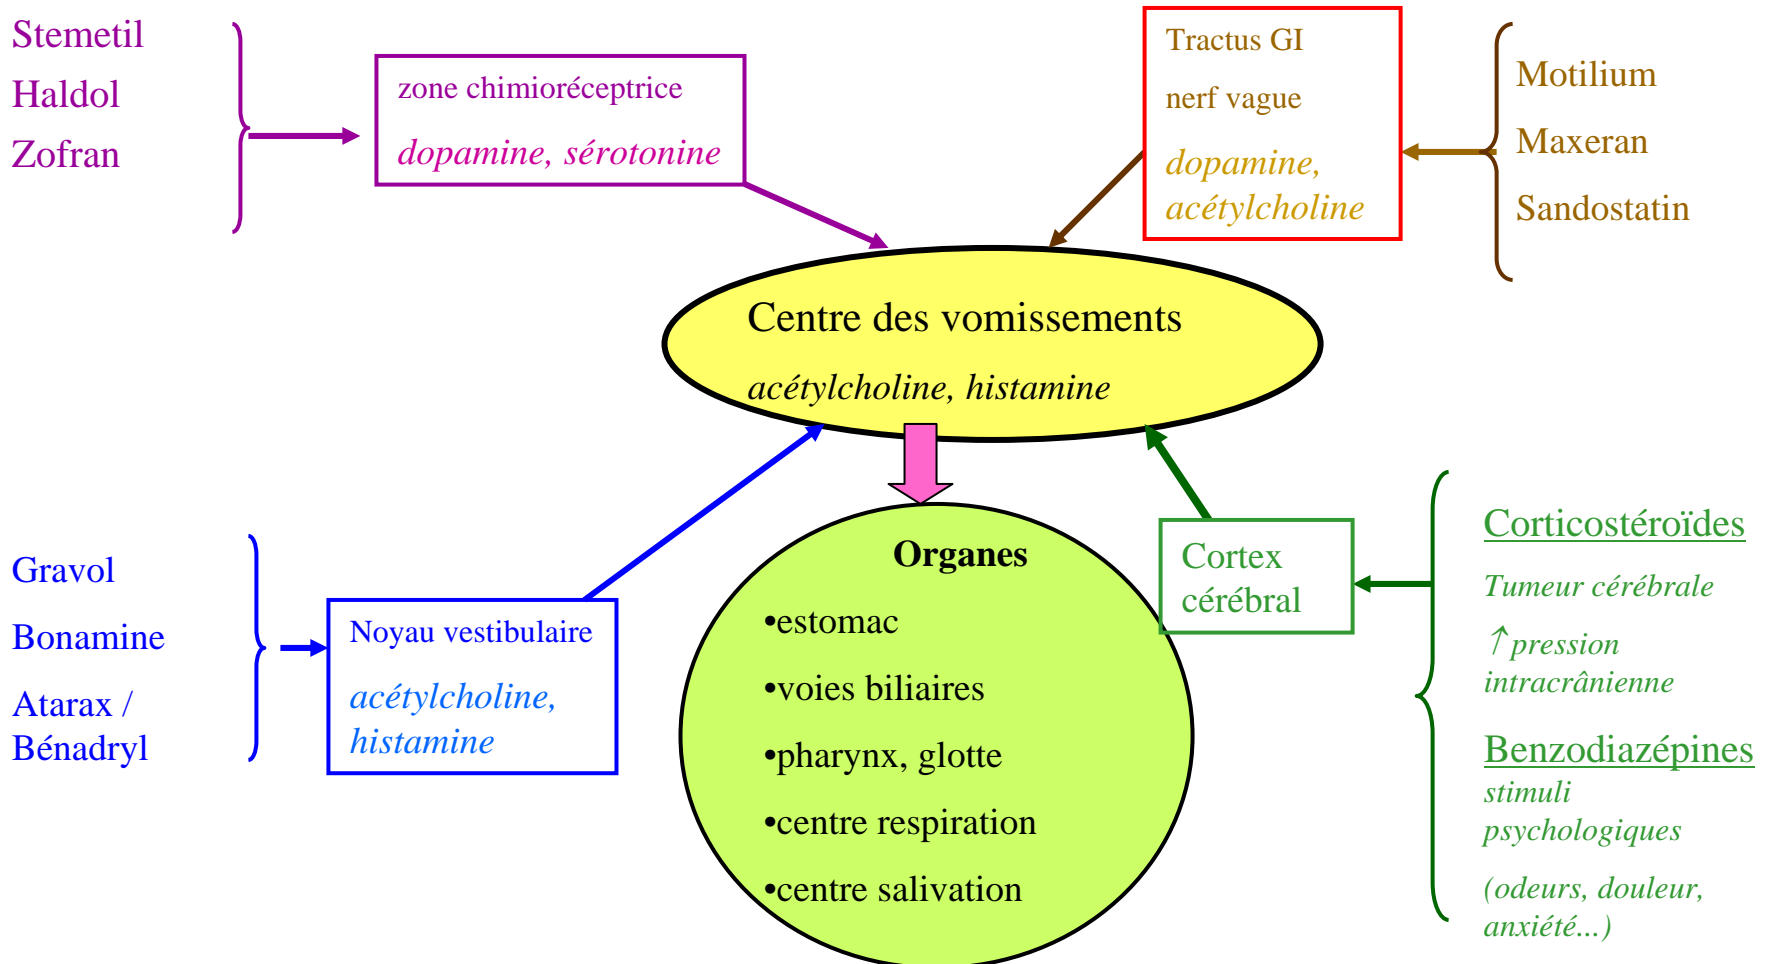 Stemetil
Haldol
Zofran
zone chimioréceptrice
dopamine, sérotonine
Tractus GI
nerf vague
dopamine,
acétylcholine
Motilium
Maxeran
Sandostatin
Centre des vomissements
acétylcholine, histamine
Gravol
Bonamine
Atarax /
Bénadryl
Noyau vestibulaire
acétylcholine,
histamine
Organes
•estomac
•voies biliaires
•pharynx, glotte
•centre respiration
•centre salivation
Cortex
cérébral
Corticostéroïdes
Tumeur cérébrale
↑ pression
intracrânienne
Benzodiazépines
stimuli
psychologiques
(odeurs, douleur,
anxiété...)